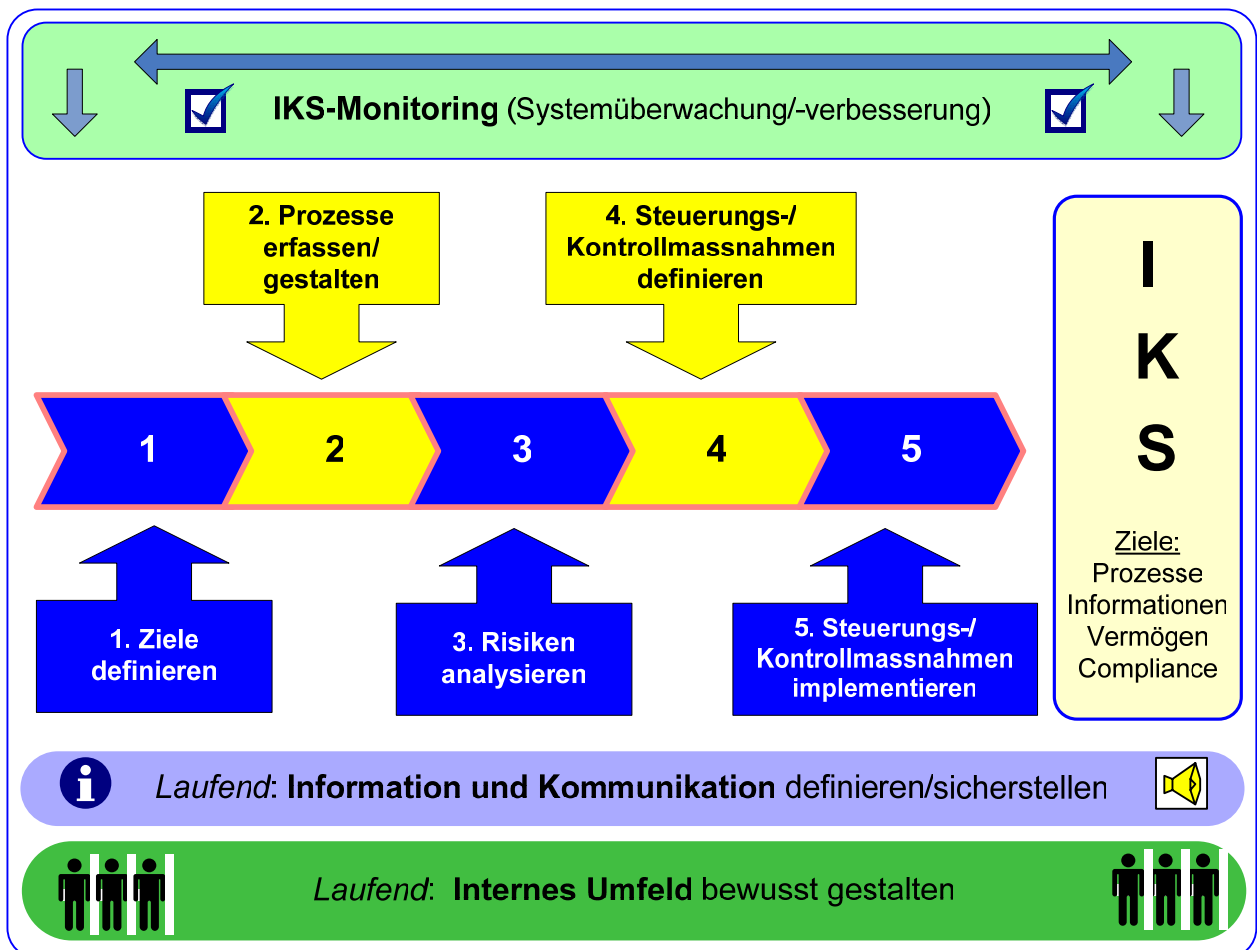 IKS-Monitoring (Systemüberwachung/-verbesserung)
2. Prozesse
erfassen/
gestalten
4. Steuerungs-/
Kontrollmassnahmen
definieren
1
2
3
4
5
1. Ziele
definieren
3. Risiken
analysieren
5. Steuerungs-/
Kontrollmassnahmen
implementieren
I
K
S
Ziele:
Prozesse
Informationen
Vermögen
Compliance
i
Laufend: Information und Kommunikation definieren/sicherstellen
Laufend: Internes Umfeld bewusst gestalten